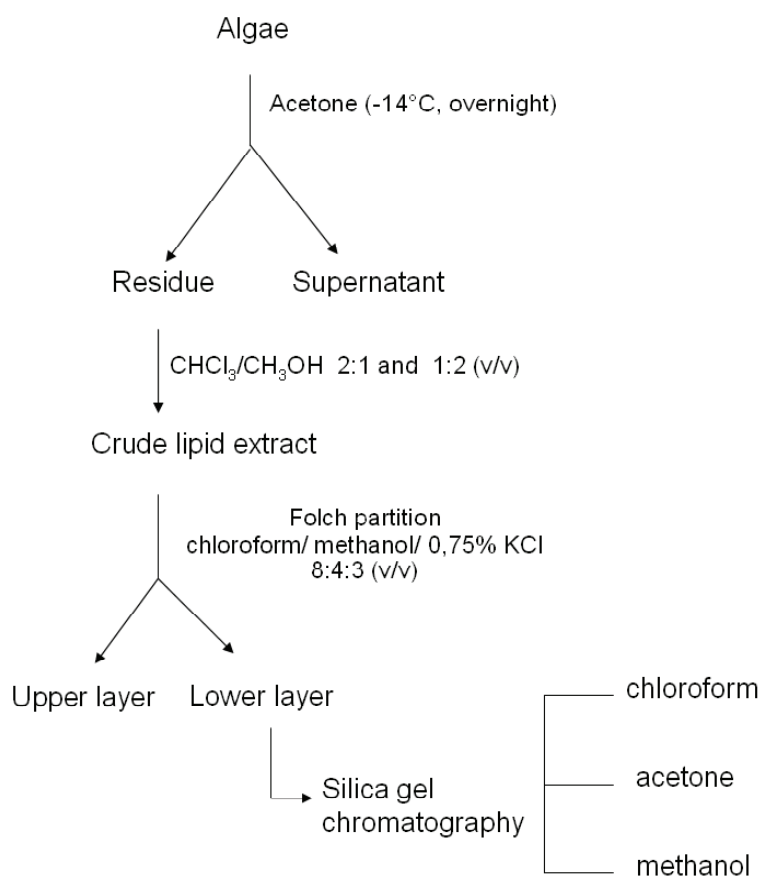 Algae
Acetone (-14°C, overnight)
Residue
Supernatant
CHCl₃/CH₃OH 2:1 and 1:2 (v/v)
Crude lipid extract
Folch partition
chloroform/ methanol/ 0,75% KCl
8:4:3 (v/v)
Upper layer
Lower layer
chloroform
Silica gel
chromatography
acetone
methanol